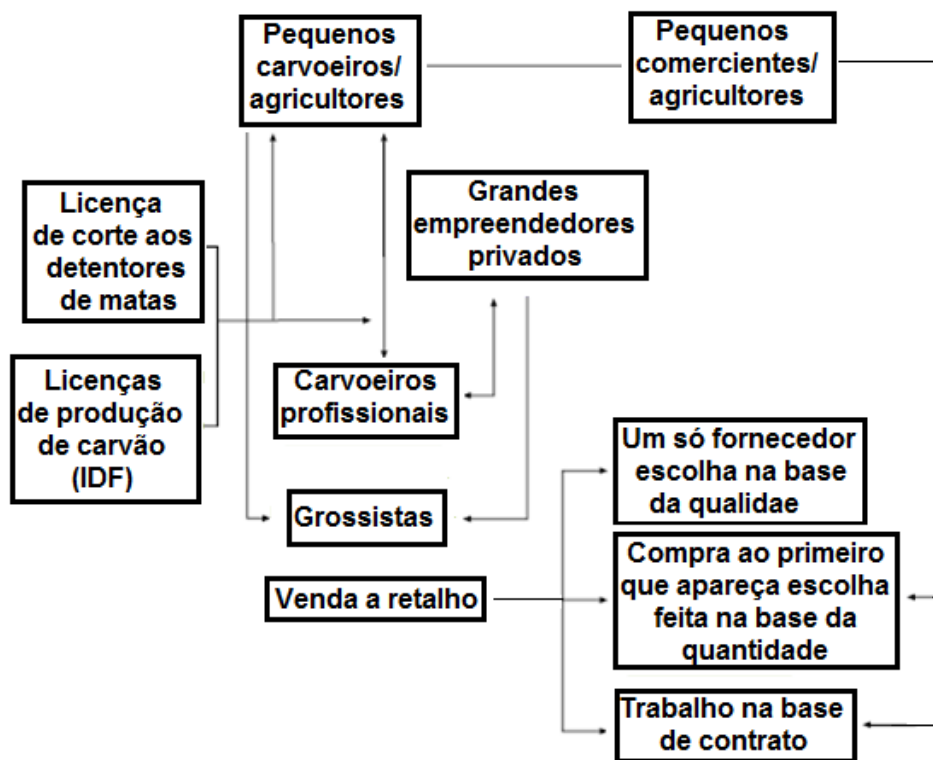 Pequenos
carvoeiros/
agricultores
Pequenos
comercientes/
agricultores
Licença
de corte aos
detentores
de matas
Grandes
empreendedores
privados
Licenças
de produção
de carvão
(IDF)
Carvoeiros
profissionais
Grossistas
Venda a retalho
Um só fornecedor
escolha na base
da qualidae
Compra ao primeiro
que apareça escolha
feita na base da
quantidade
Trabalho na base
de contrato